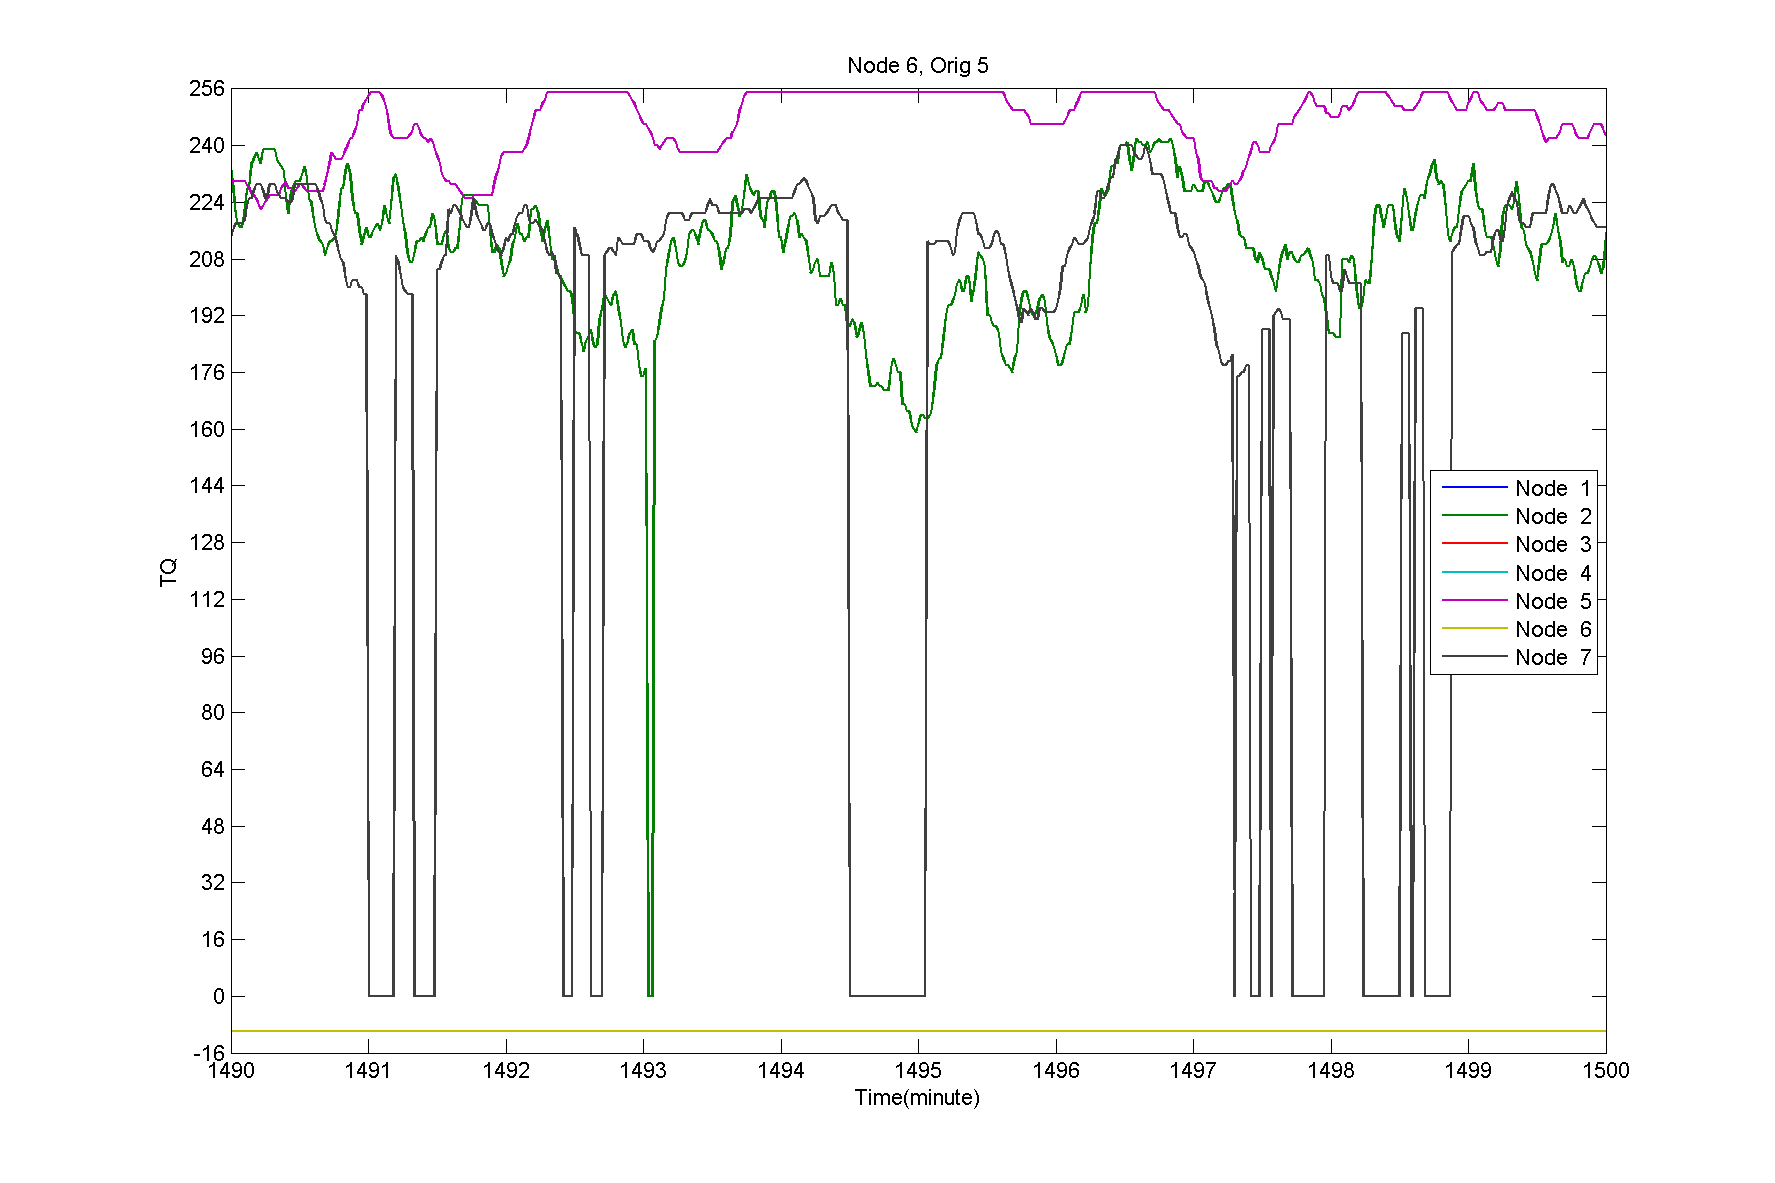 Node 6, Orig 5
256
240
224
208
192
176
160
144
128
112
96
80
64
48
32
16
0
-16
TQ
Node 1
Node 2
Node 3
Node 4
Node 5
Node 6
Node 7
1490 1491 1492 1493 1494 1495 1496 1497 1498 1499 1500
Time(minute)